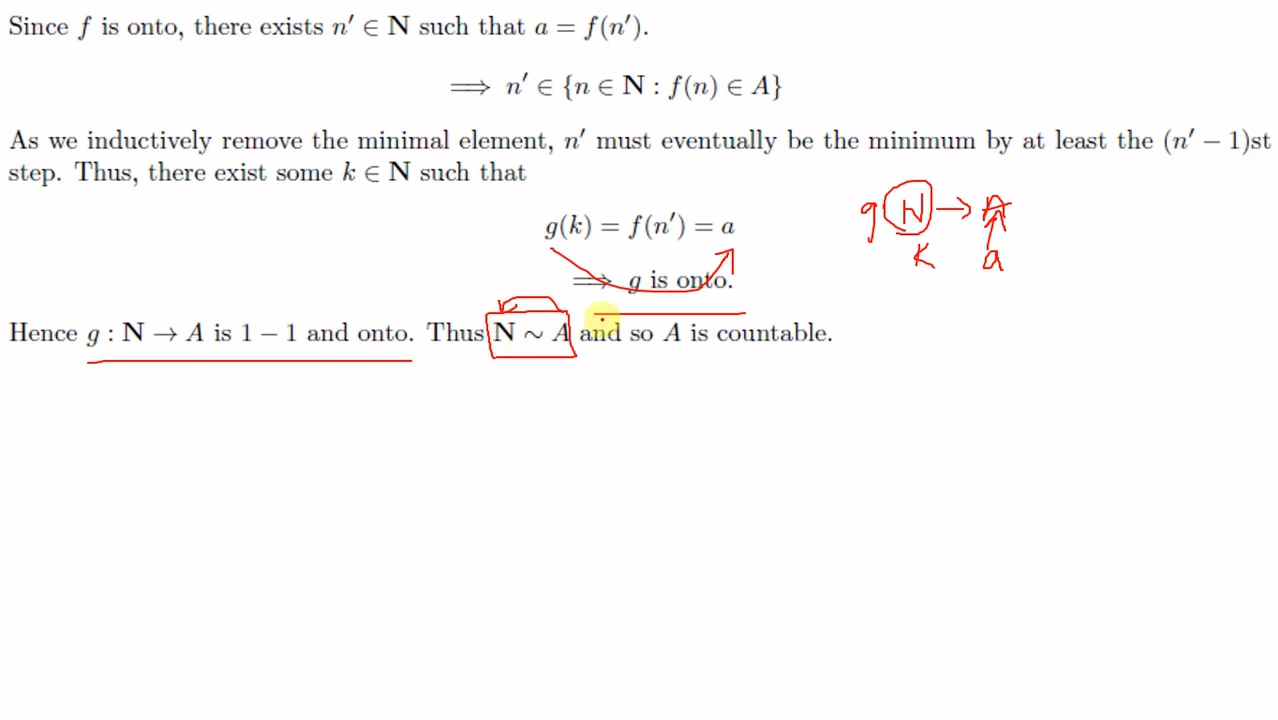 Since f is onto, there exists n′ ∈ N such that a = f(n′).
⟹ n′ ∈ {n ∈ N : f(n) ∈ A}
As we inductively remove the minimal element, n′ must eventually be the minimum by at least the (n′ − 1)st
step. Thus, there exist some k ∈ N such that
g(k) = f(n′) = a
g N → A
K a
⟹ g is onto.
Hence g : N → A is 1 − 1 and onto. Thus N ∼ A and so A is countable.